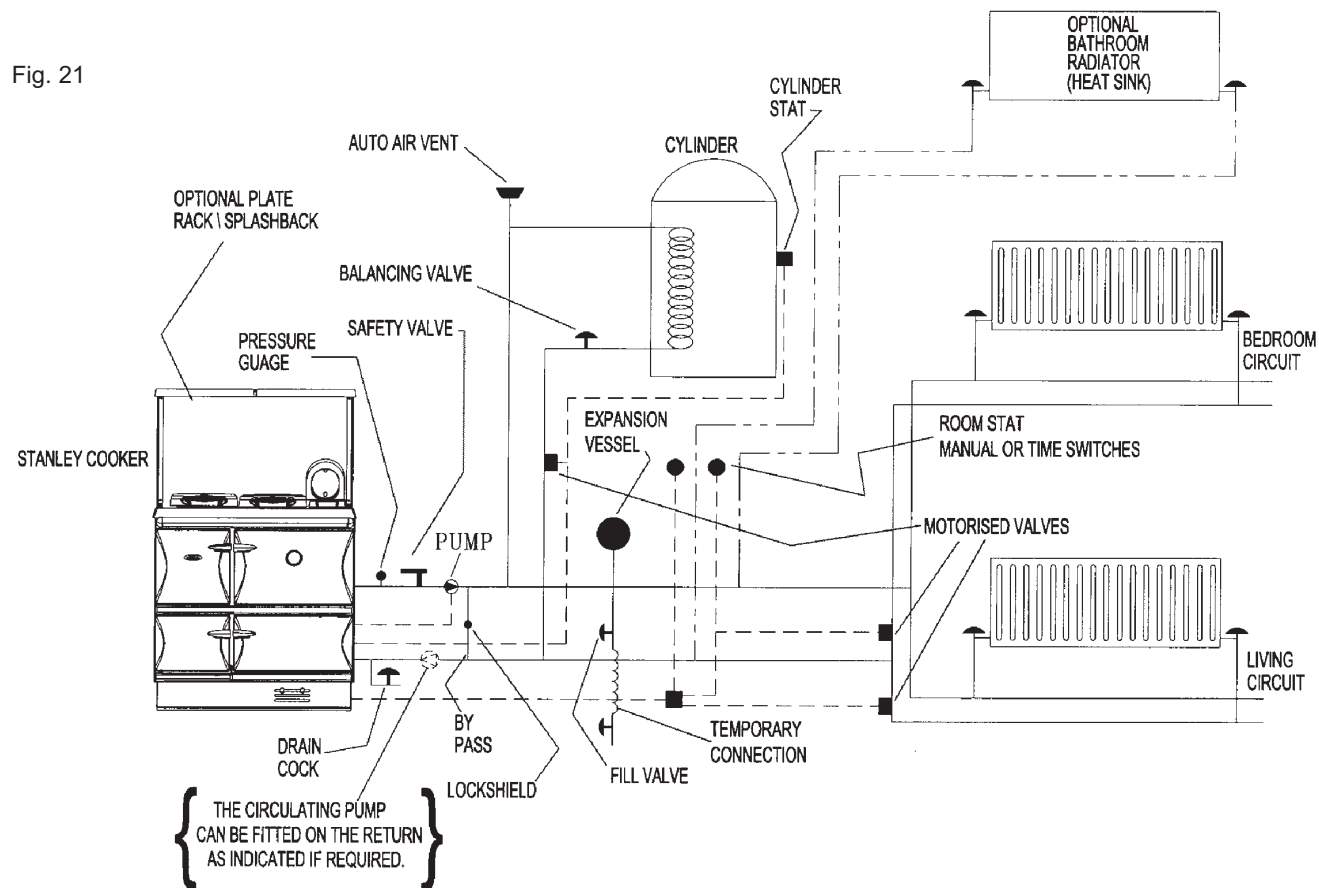 Fig. 21
OPTIONAL
BATHROOM
RADIATOR
(HEAT SINK)
CYLINDER
STAT
AUTO AIR VENT
CYLINDER
OPTIONAL PLATE
RACK \ SPLASHBACK
BALANCING VALVE
SAFETY VALVE
PRESSURE
GUAGE
BEDROOM
CIRCUIT
EXPANSION
VESSEL
ROOM STAT
MANUAL OR TIME SWITCHES
STANLEY COOKER
MOTORISED VALVES
PUMP
LIVING
CIRCUIT
BY
PASS
TEMPORARY
CONNECTION
DRAIN
COCK
LOCKSHIELD
FILL VALVE
{ THE CIRCULATING PUMP
CAN BE FITTED ON THE RETURN
AS INDICATED IF REQUIRED. }